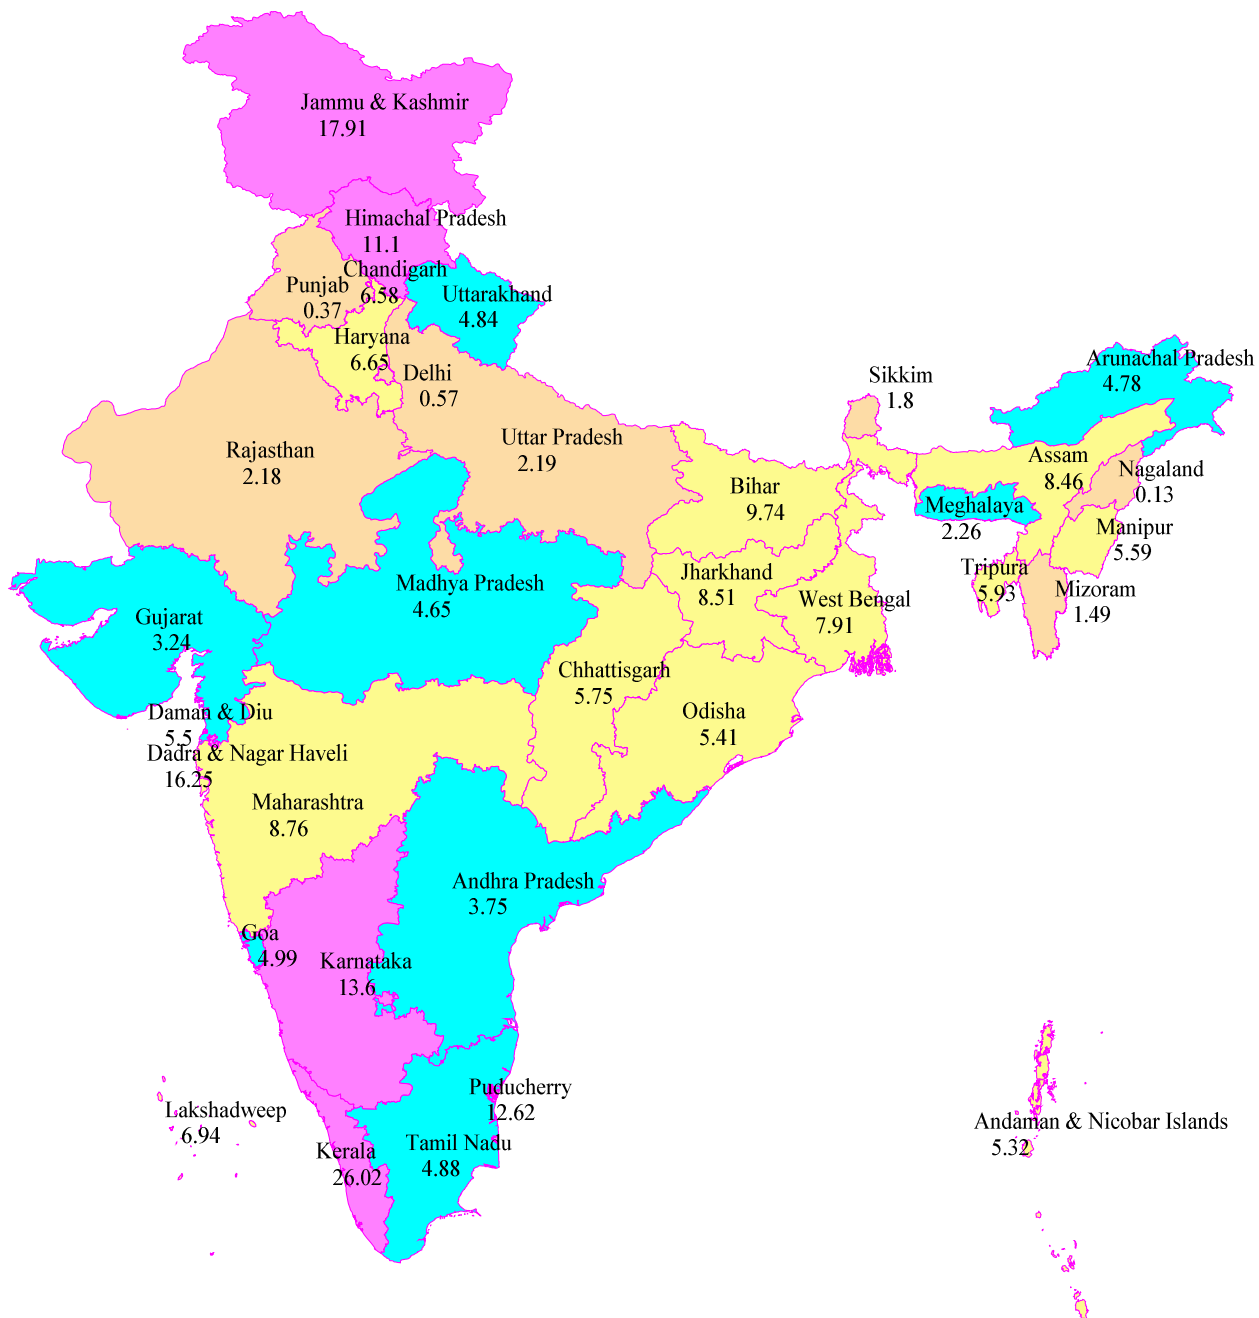 Jammu & Kashmir
17.91
Himachal Pradesh
11.1
Chandigarh
6.58
Punjab
0.37
Uttarakhand
4.84
Haryana
6.65
Delhi
0.57
Sikkim
1.8
Arunachal Pradesh
4.78
Rajasthan
2.18
Uttar Pradesh
2.19
Bihar
9.74
Assam
8.46
Nagaland
0.13
Meghalaya
2.26
Manipur
5.59
Tripura
5.93
Mizoram
1.49
Jharkhand
8.51
West Bengal
7.91
Madhya Pradesh
4.65
Gujarat
3.24
Chhattisgarh
5.75
Odisha
5.41
Daman & Diu
5.5
Dadra & Nagar Haveli
16.25
Maharashtra
8.76
Andhra Pradesh
3.75
Goa
4.99
Karnataka
13.6
Puducherry
12.62
Lakshadweep
6.94
Kerala
26.02
Tamil Nadu
4.88
Andaman & Nicobar Islands
5.32